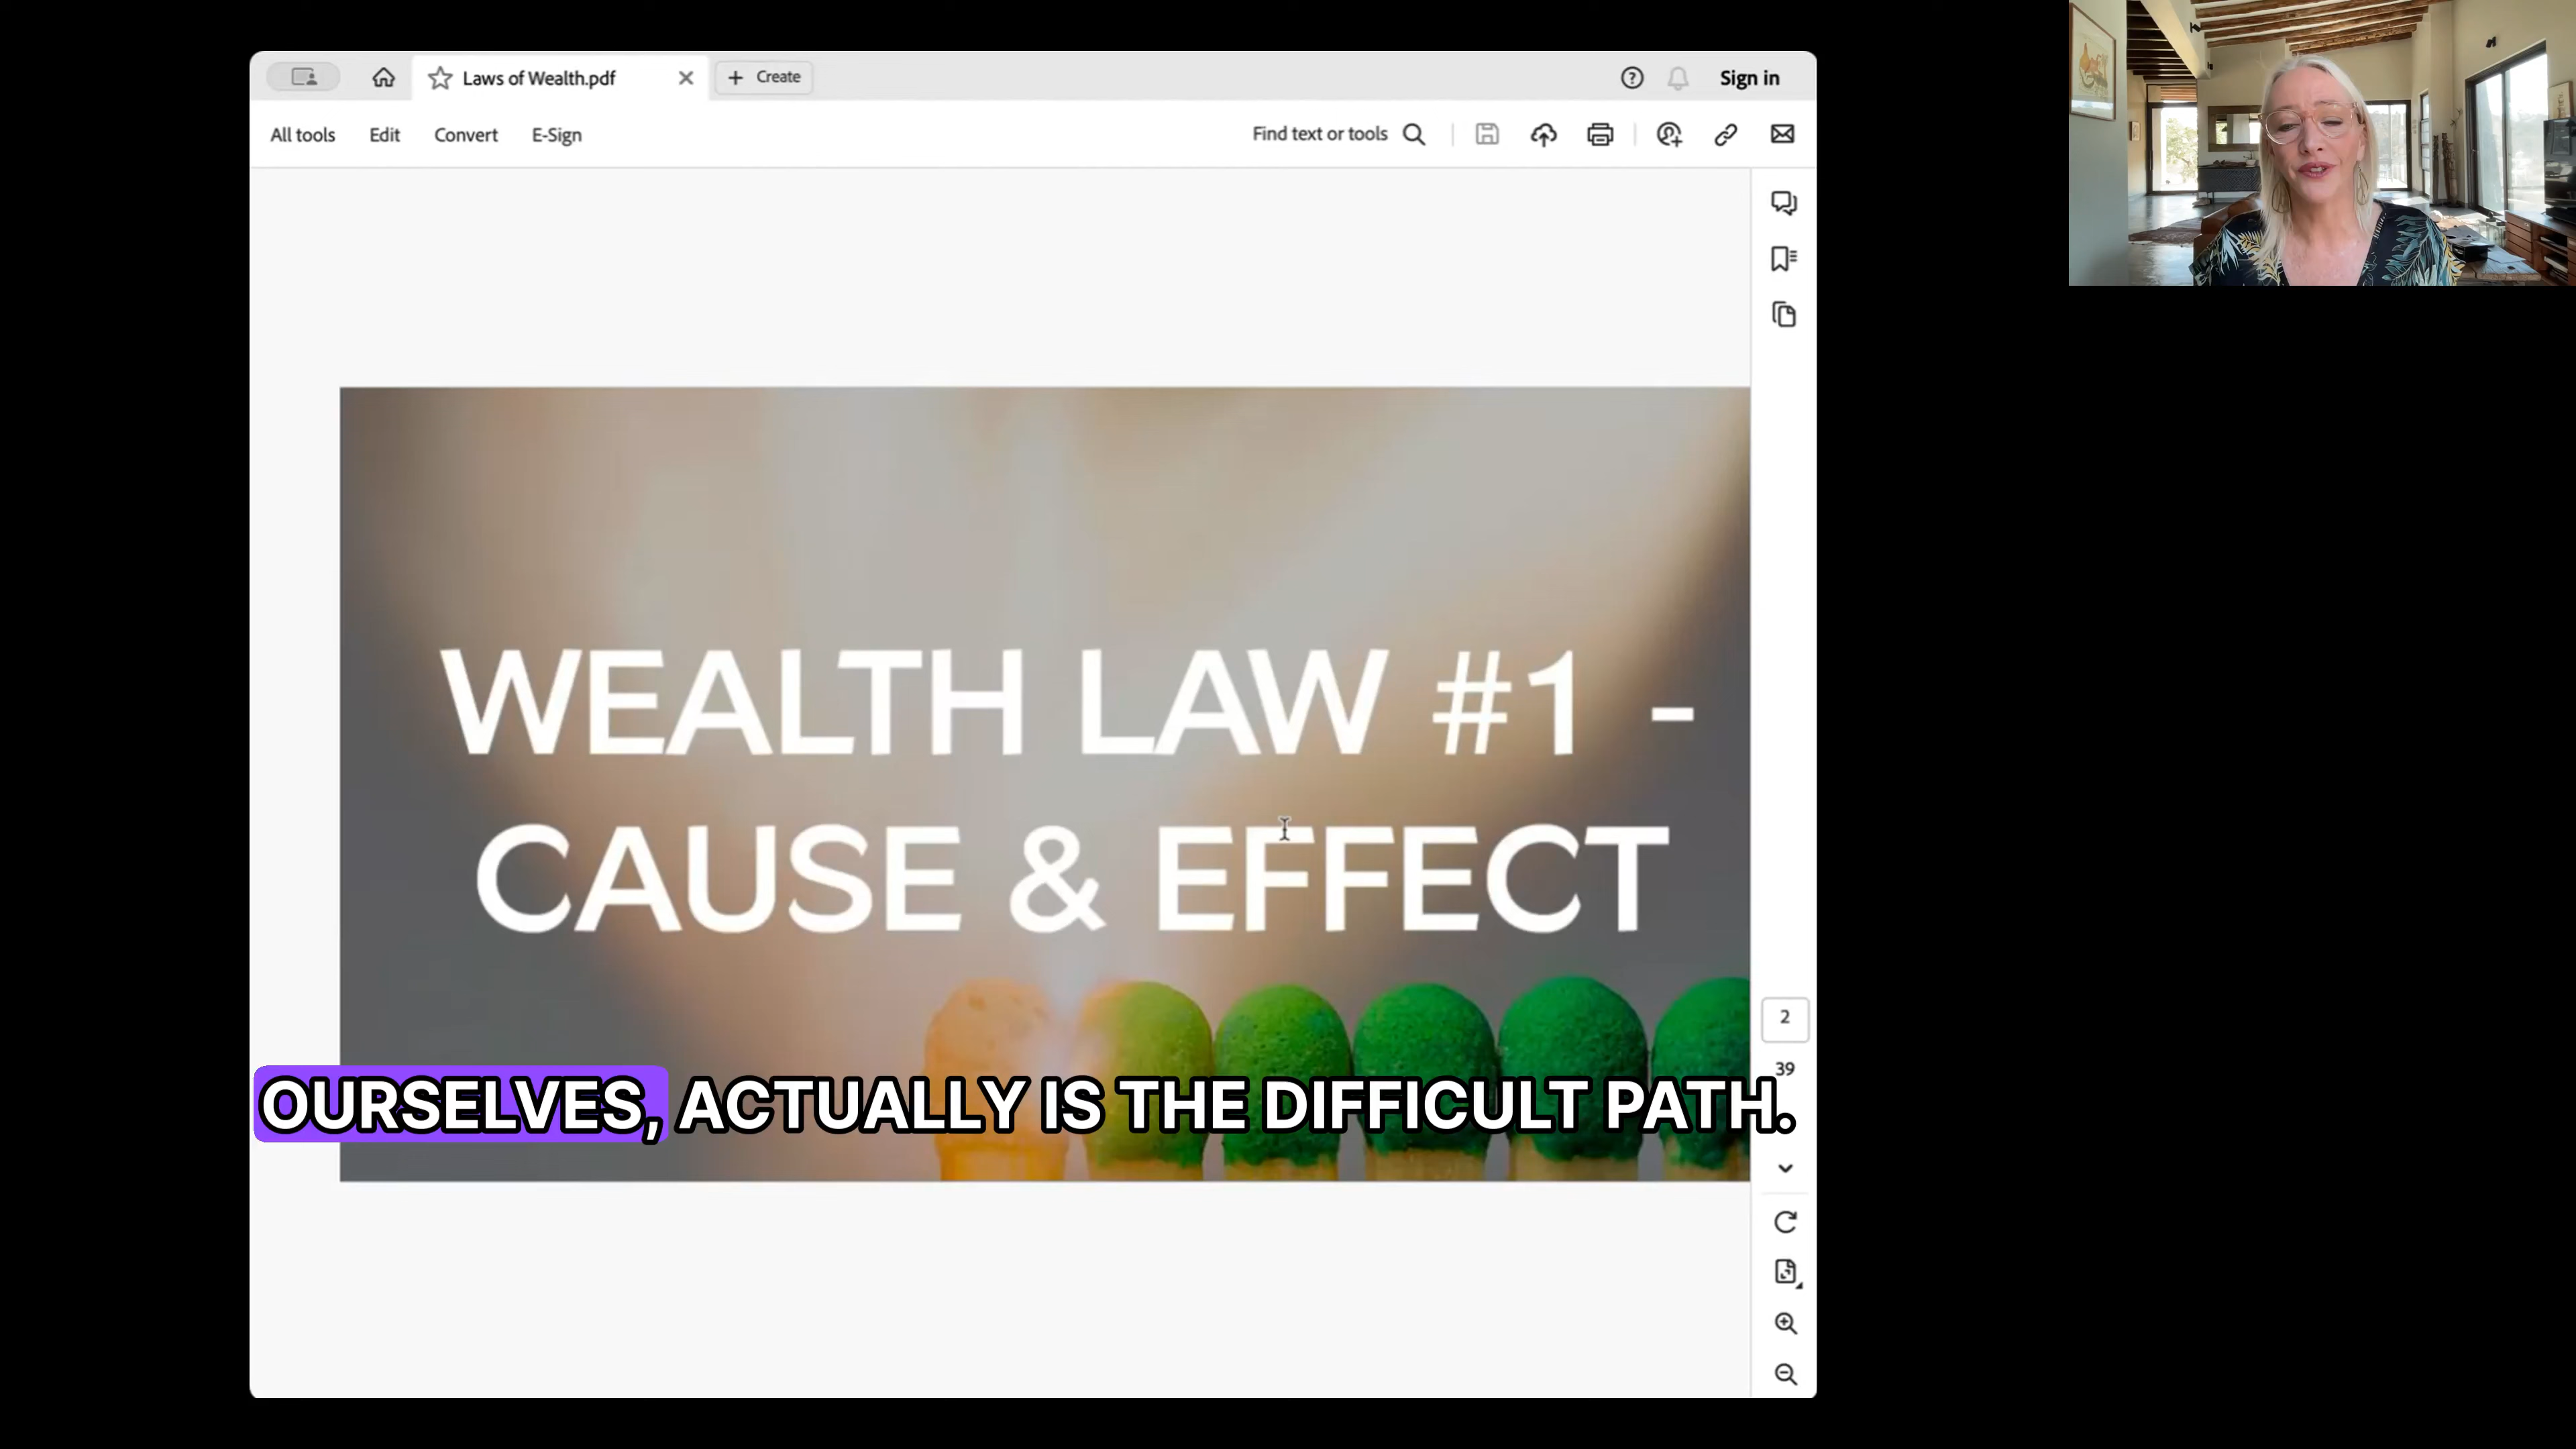 Laws of Wealth.pdf
Create
Sign in
All tools
Edit
Convert
E-Sign
Find text or tools
WEALTH LAW #1 -
CAUSE & EFFECT
2
39
OURSELVES, ACTUALLY IS THE DIFFICULT PATH.